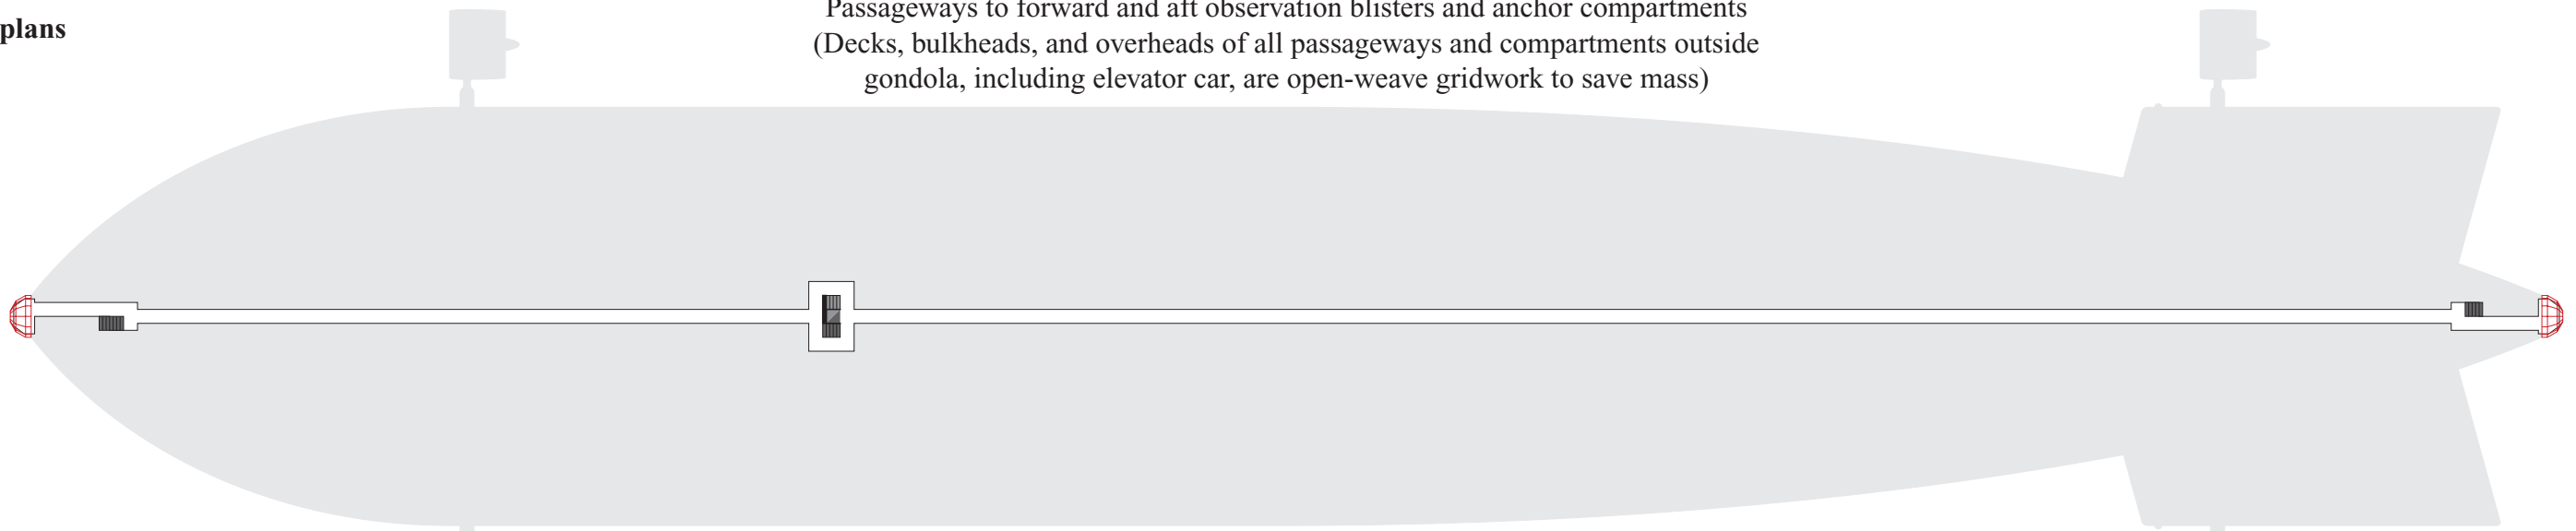 plans
Passageways to forward and aft observation blisters and anchor compartments
(Decks, bulkheads, and overheads of all passageways and compartments outside
gondola, including elevator car, are open-weave gridwork to save mass)